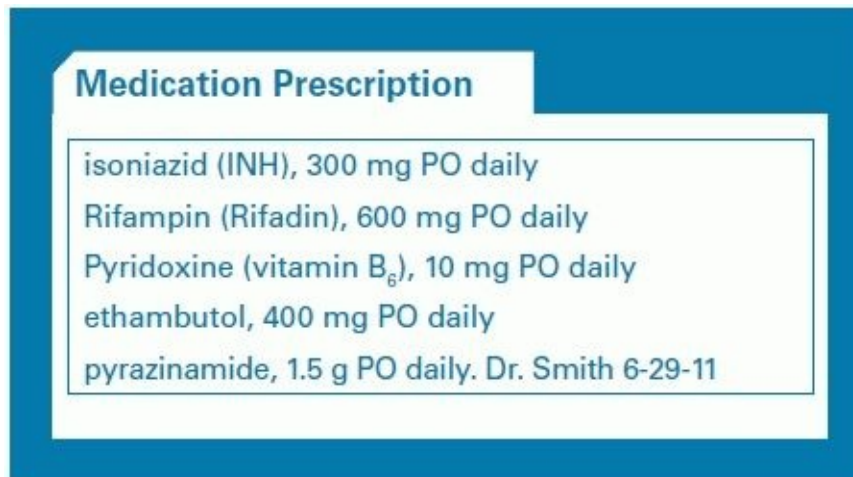 Medication Prescription
isoniazid (INH), 300 mg PO daily
Rifampin (Rifadin), 600 mg PO daily
Pyridoxine (vitamin B₆), 10 mg PO daily
ethambutol, 400 mg PO daily
pyrazinamide, 1.5 g PO daily. Dr. Smith 6-29-11